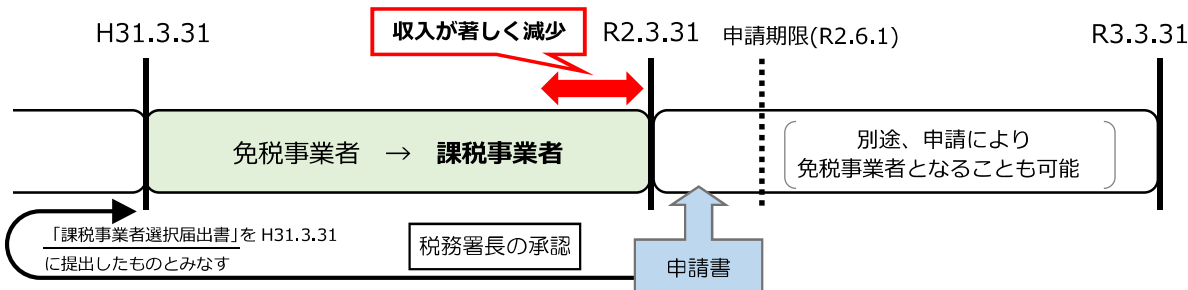 収入が著しく減少
H31.3.31
R2.3.31
申請期限(R2.6.1)
R3.3.31
免税事業者 → 課税事業者
別途、申請により
免税事業者となることも可能
「課税事業者選択届出書」を H31.3.31
に提出したものとみなす
税務署長の承認
申請書